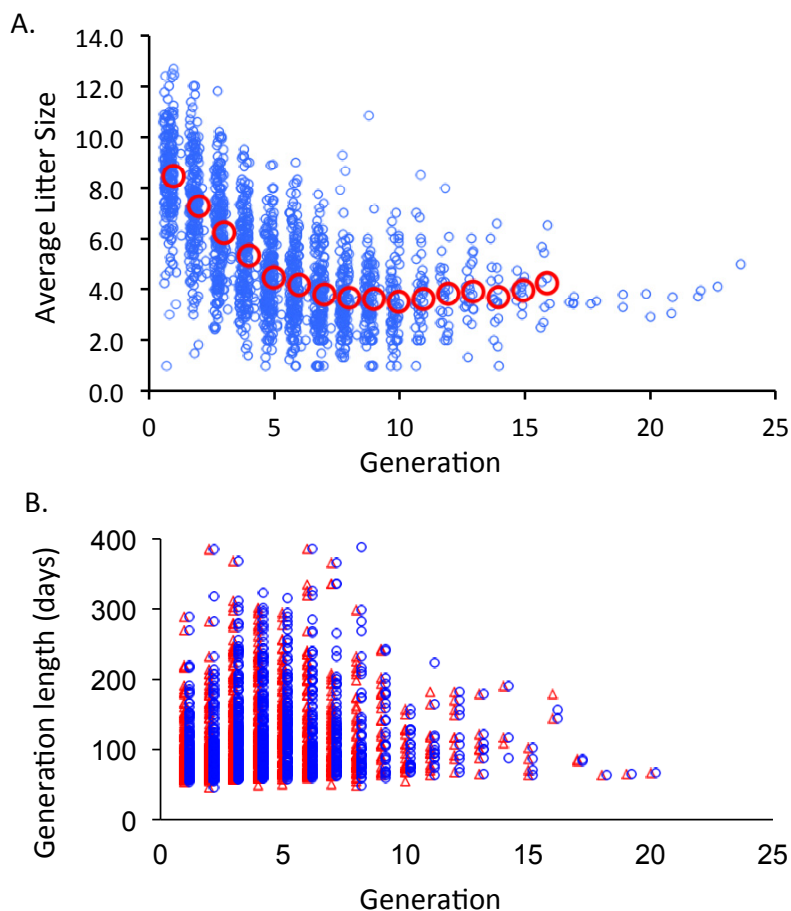 A.
Average Litter Size
14.0
12.0
10.0
8.0
6.0
4.0
2.0
0.0
0 5 10 15 20 25
Generation
B.
Generation length (days)
400
300
200
100
0
0 5 10 15 20 25
Generation